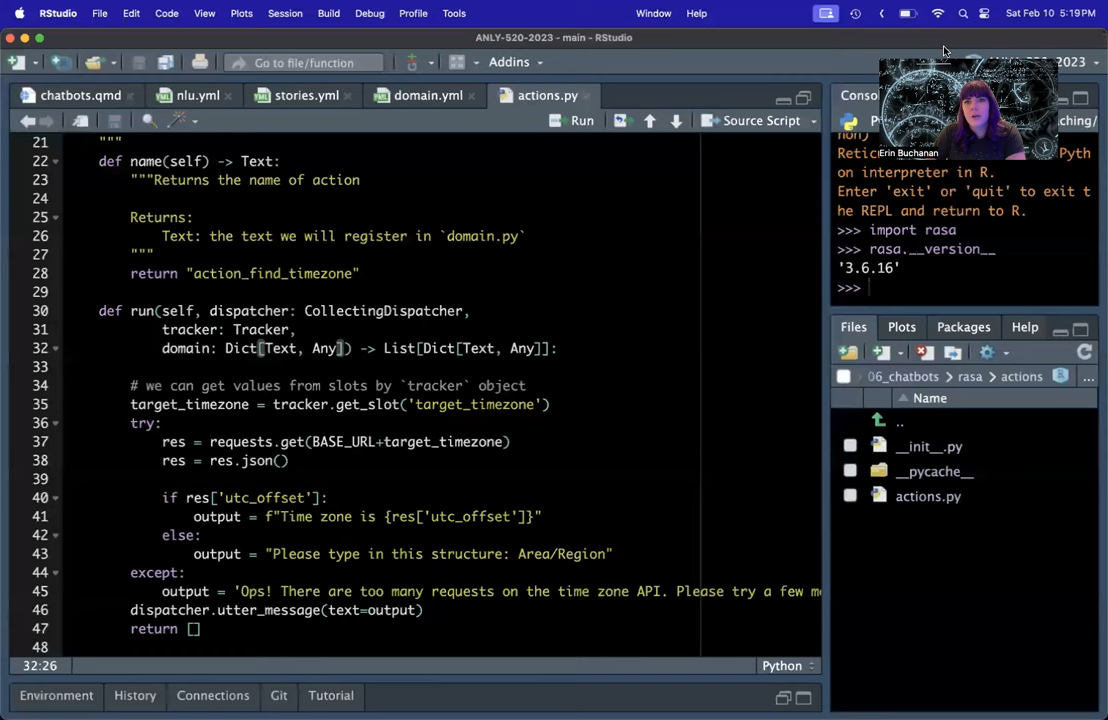 RStudio File Edit Code View Plots Session Build Debug Profile Tools Window Help Sat Feb 10 5:19 PM
ANLY-520-2023 - main - RStudio
Go to file/function Addins 2023
chatbots.qmd nlu.yml stories.yml domain.yml actions.py
Run Source Script
21 """
22 def name(self) -> Text:
23 """Returns the name of action
24
25 Returns:
26 Text: the text we will register in `domain.py`
27 """
28 return "action_find_timezone"
29
30 def run(self, dispatcher: CollectingDispatcher,
31 tracker: Tracker,
32 domain: Dict[Text, Any]) -> List[Dict[Text, Any]]:
33
34 # we can get values from slots by `tracker` object
35 target_timezone = tracker.get_slot('target_timezone')
36 try:
37 res = requests.get(BASE_URL+target_timezone)
38 res = res.json()
39
40 if res['utc_offset']:
41 output = f"Time zone is {res['utc_offset']}"
42 else:
43 output = "Please type in this structure: Area/Region"
44 except:
45 output = 'Ops! There are too many requests on the time zone API. Please try a few m
46 dispatcher.utter_message(text=output)
47 return []
48
32:26 Python
Environment History Connections Git Tutorial
Conso
ching/
Erin Buchanan
non)
Retic Pyth
on interpreter in R.
Enter 'exit' or 'quit' to exit t
he REPL and return to R.
>>> import rasa
>>> rasa.__version__
'3.6.16'
>>>
Files Plots Packages Help
06_chatbots rasa actions ...
Name
..
__init__.py
__pycache__
actions.py